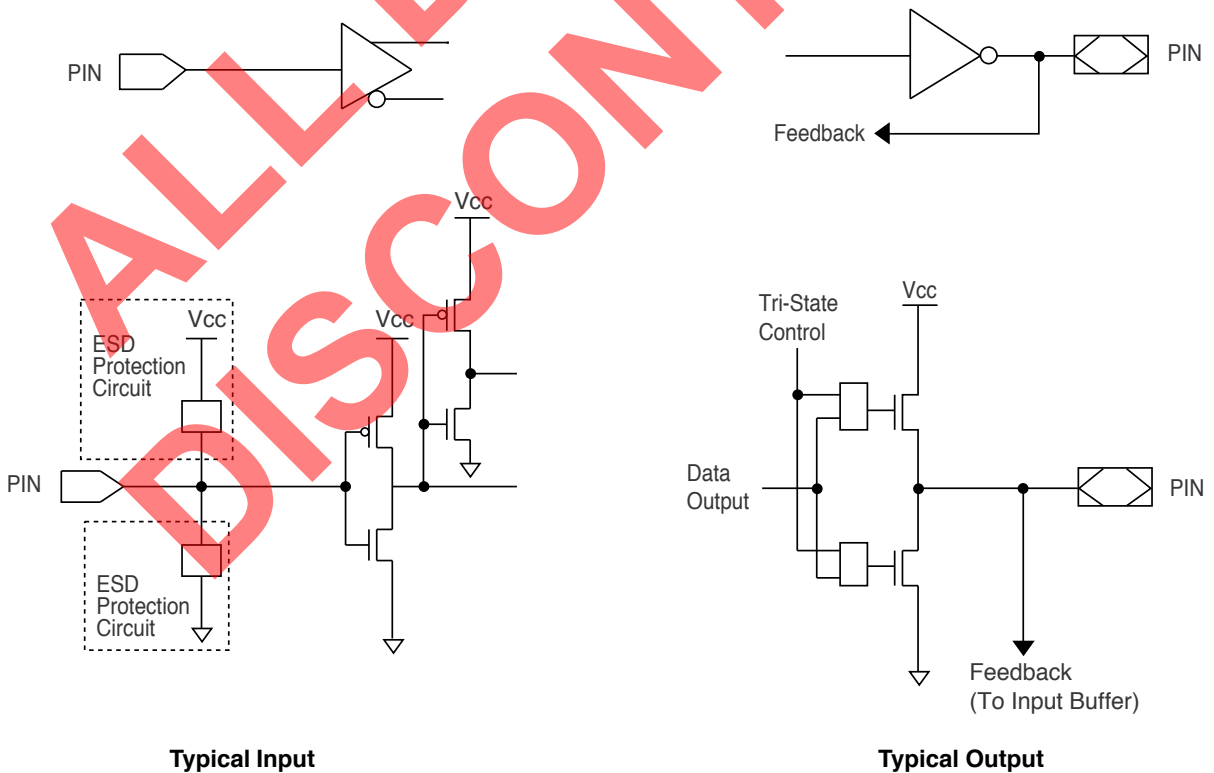 PIN
PIN
Feedback
Vcc
Vcc
Vcc
ESD
Protection
Circuit
PIN
ESD
Protection
Circuit
Typical Input
Tri-State
Control
Vcc
Data
Output
PIN
Feedback
(To Input Buffer)
Typical Output
ALL D
DISCONT